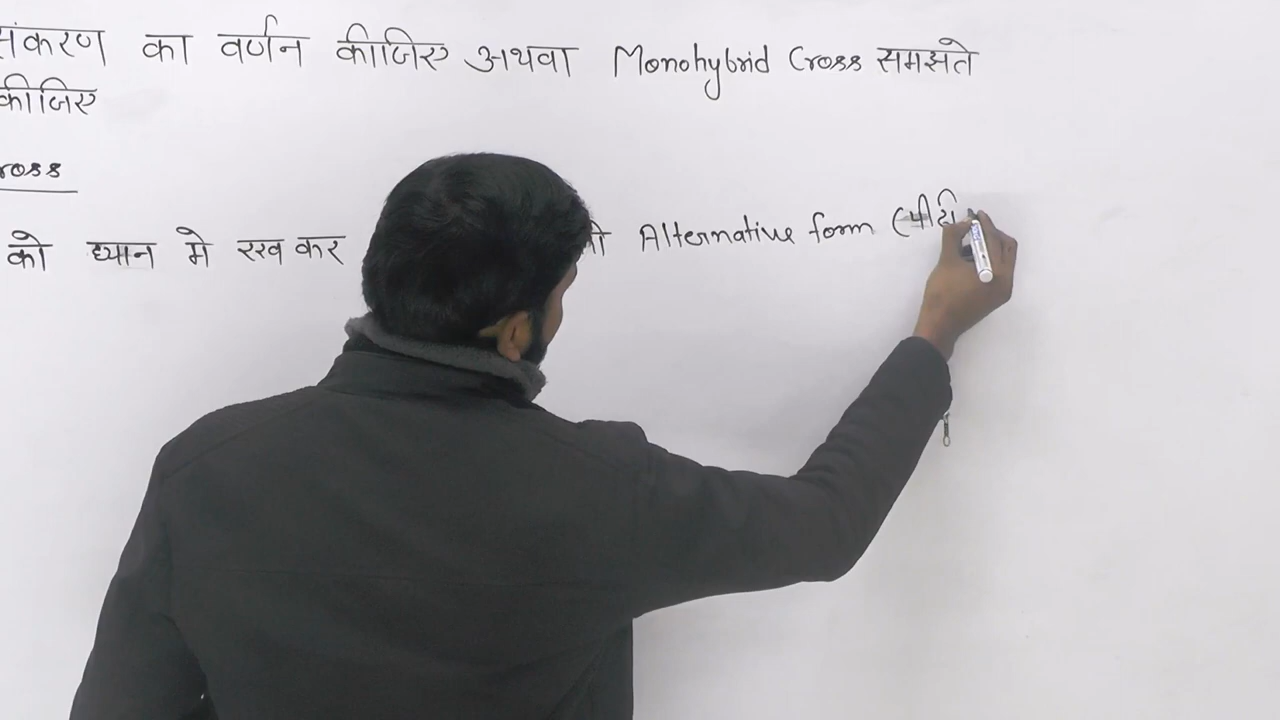 संकरण का वर्णन कीजिए अथवा Monohybrid Cross समझते
कीजिए
ross
को ध्यान मे रख कर Alternative form (